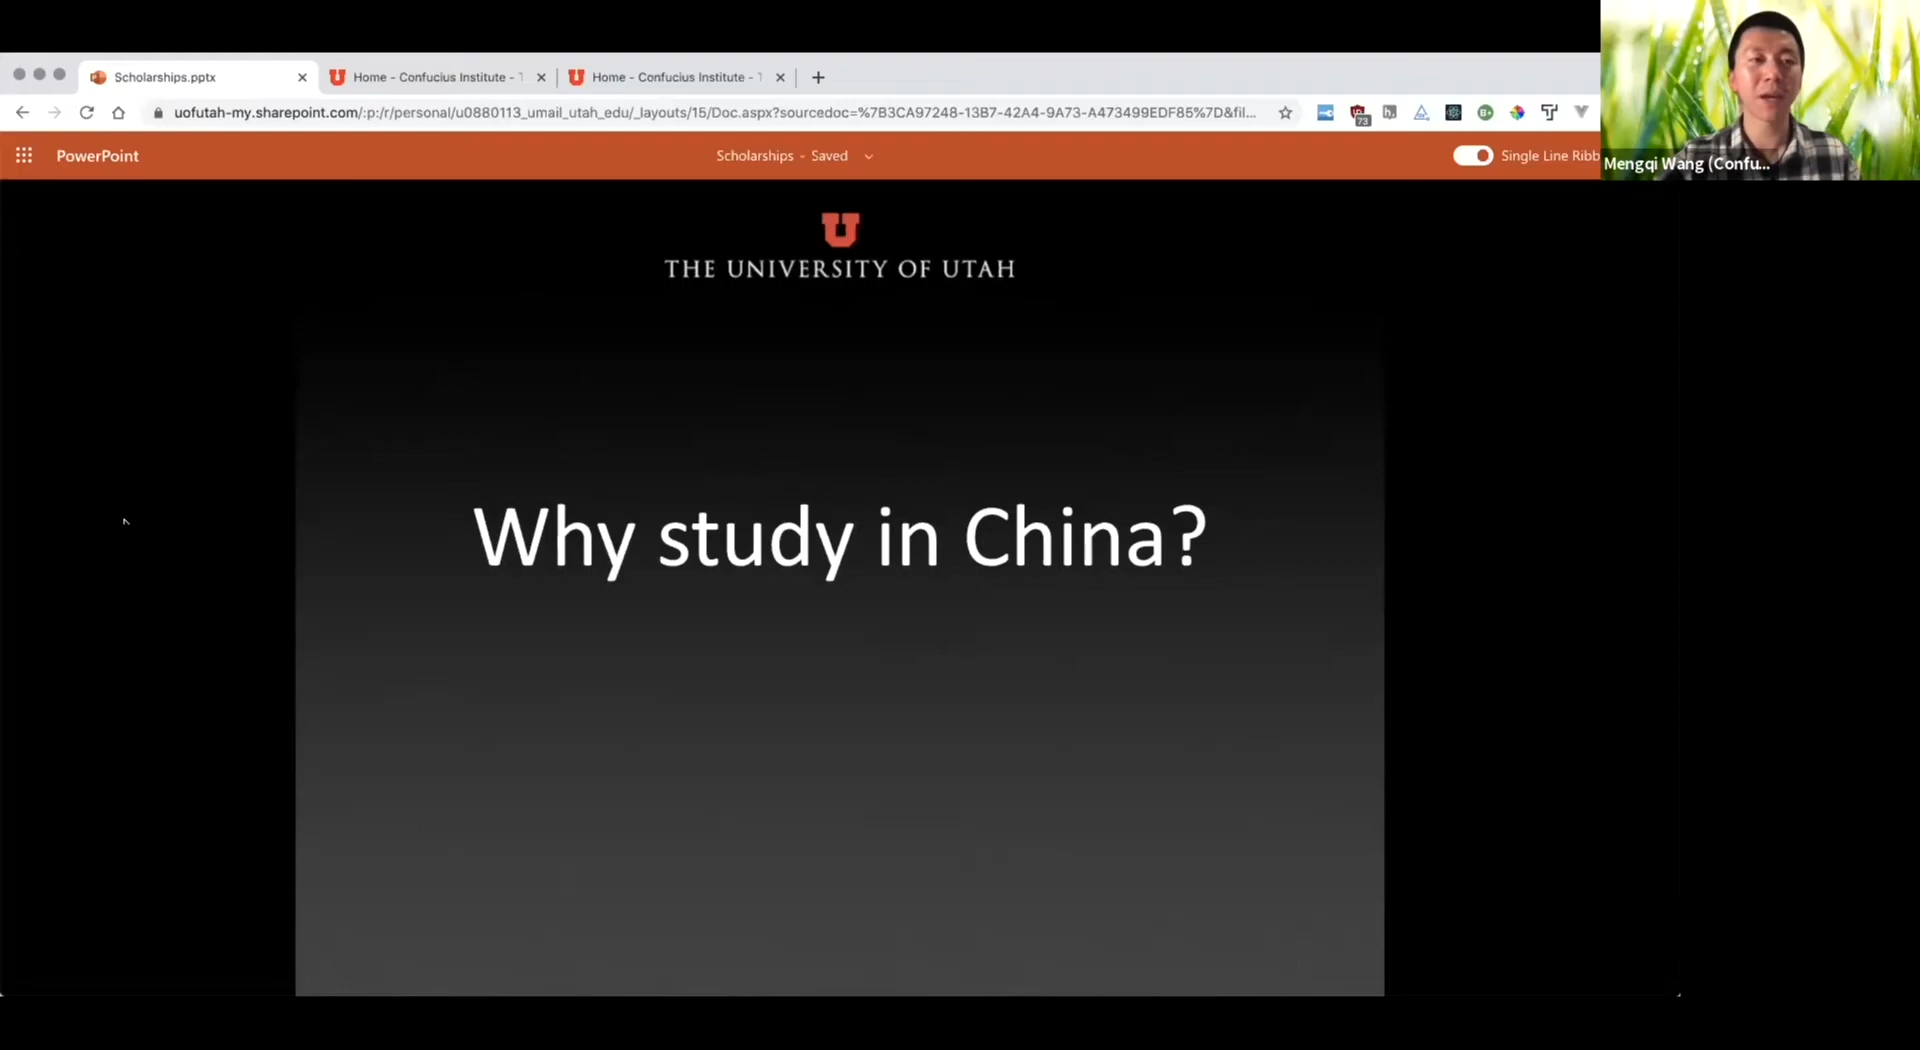 Scholarships.pptx
Home - Confucius Institute -
Home - Confucius Institute -
uofutah-my.sharepoint.com/:p:/r/personal/u0880113_umail_utah_edu/_layouts/15/Doc.aspx?sourcedoc=%7B3CA97248-13B7-42A4-9A73-A473499EDF85%7D&fil...
73
PowerPoint
Scholarships - Saved
Single Line Ribb
Mengqi Wang (Confu...
U
THE UNIVERSITY OF UTAH
Why study in China?